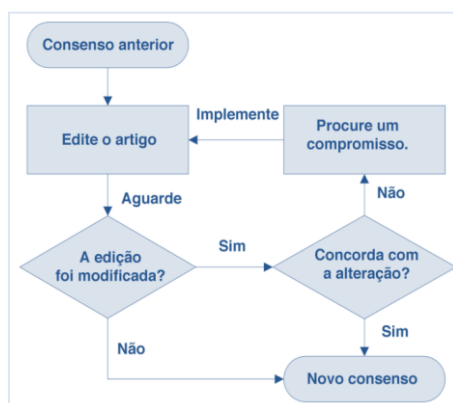 Consenso anterior
Implemente
Edite o artigo
Procure um
compromisso.
Aguarde
Não
A edição
foi modificada?
Sim
Concorda com
a alteração?
Não
Sim
Novo consenso